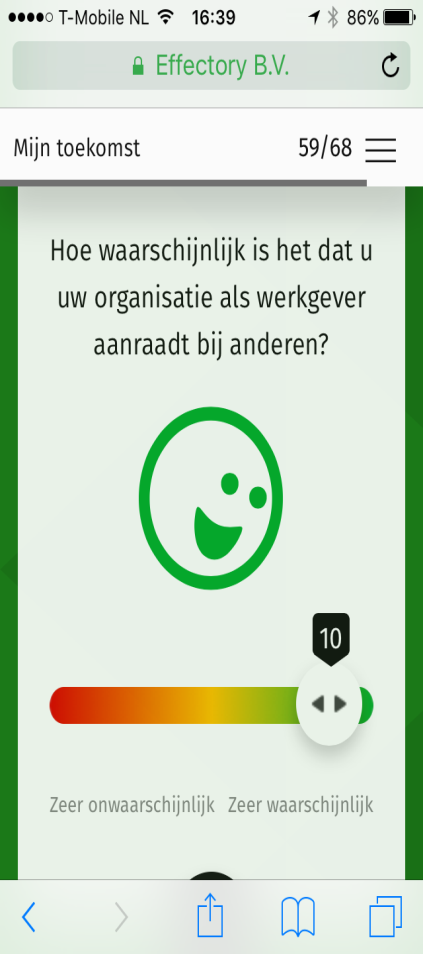 T-Mobile NL 16:39 86%
Effectory B.V.
Mijn toekomst 59/68
Hoe waarschijnlijk is het dat u
uw organisatie als werkgever
aanraadt bij anderen?
10
Zeer onwaarschijnlijk Zeer waarschijnlijk